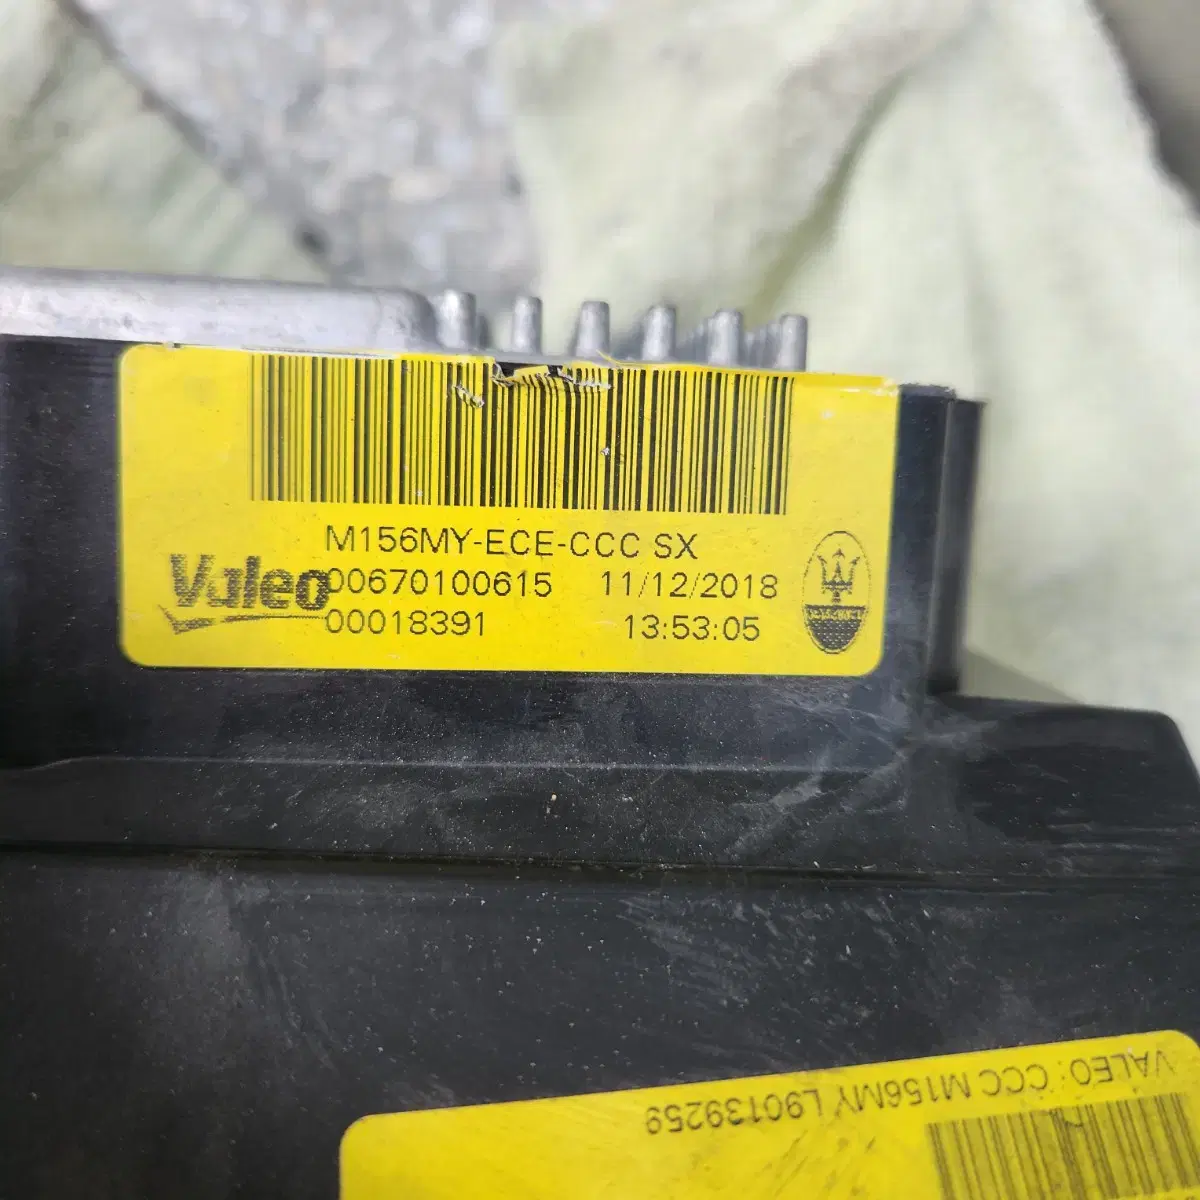 M156MY-ECE-CCC SX
Valeo
00670100615 11/12/2018
00018391 13:53:05
VALEO: CCC M156MY L90139259